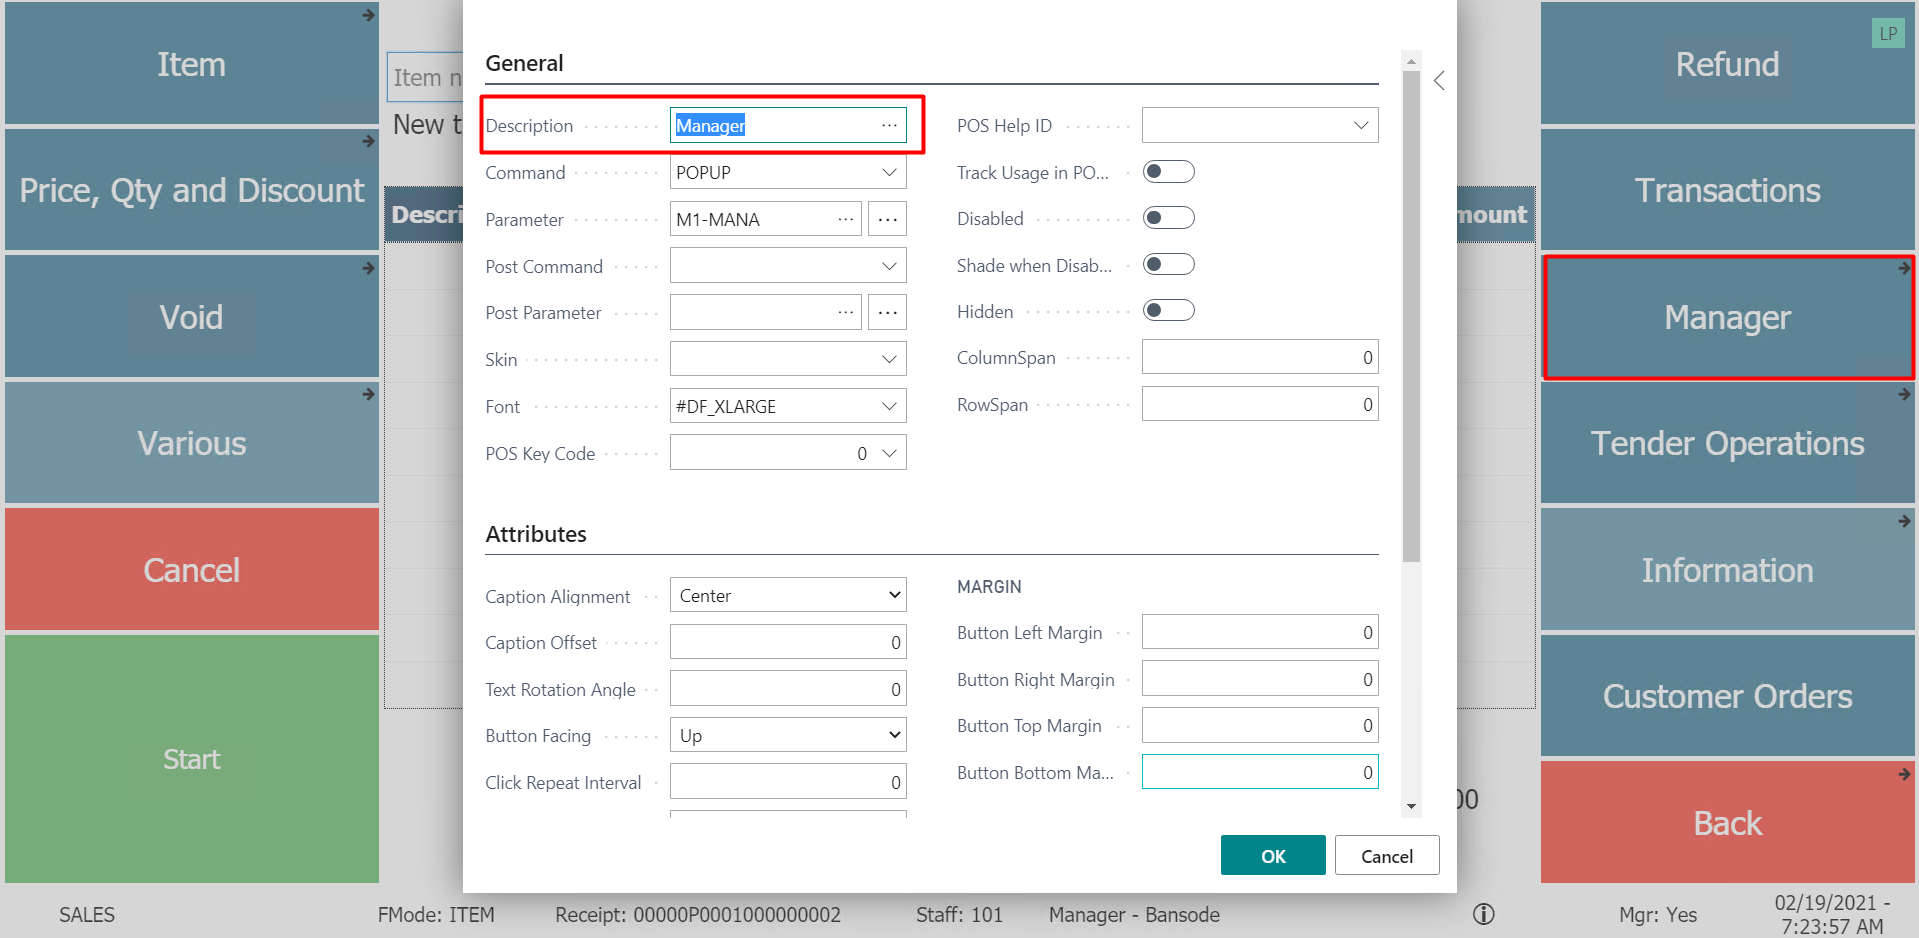 Item
Price, Qty and Discount
Void
Various
Cancel
Start
Item n
New t
Descri
General
Description
Manager
Command
POPUP
Parameter
M1-MANA
Post Command
Post Parameter
Skin
Font
#DF_XLARGE
POS Key Code
0
POS Help ID
Track Usage in PO...
Disabled
Shade when Disab...
Hidden
ColumnSpan
0
RowSpan
0
Attributes
Caption Alignment
Center
Caption Offset
0
Text Rotation Angle
0
Button Facing
Up
Click Repeat Interval
0
MARGIN
Button Left Margin
0
Button Right Margin
0
Button Top Margin
0
Button Bottom Ma...
0
OK
Cancel
mount
00
LP
Refund
Transactions
Manager
Tender Operations
Information
Customer Orders
Back
SALES
FMode: ITEM
Receipt: 00000P0001000000002
Staff: 101
Manager - Bansode
Mgr: Yes
02/19/2021 -
7:23:57 AM